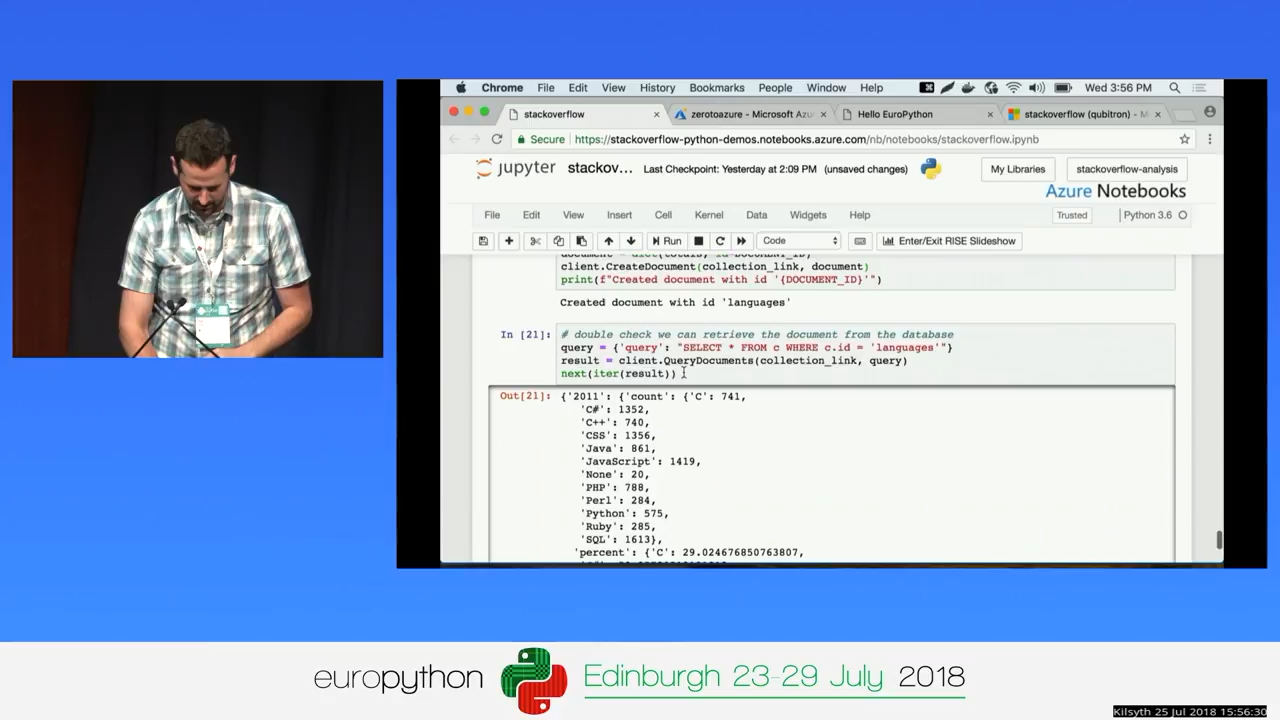 Chrome File Edit View History Bookmarks People Window Help Wed 3:56 PM
stackoverflow zerotoazure - Microsoft Azu Hello EuroPython stackoverflow (qubitron) - M
Secure https://stackoverflow-python-demos.notebooks.azure.com/nb/notebooks/stackoverflow.ipynb
jupyter stackov... Last Checkpoint: Yesterday at 2:09 PM (unsaved changes) My Libraries stackoverflow-analysis
Azure Notebooks
File Edit View Insert Cell Kernel Data Widgets Help Trusted Python 3.6
Run Code Enter/Exit RISE Slideshow
client.CreateDocument(collection_link, document)
print(f"Created document with id '{DOCUMENT_ID}'")
Created document with id 'languages'
In [21]: # double check we can retrieve the document from the database
query = {'query': "SELECT * FROM c WHERE c.id = 'languages'"}
result = client.QueryDocuments(collection_link, query)
next(iter(result))
Out[21]: {'2011': {'count': {'C': 741,
'C#': 1352,
'C++': 740,
'CSS': 1356,
'Java': 861,
'JavaScript': 1419,
'None': 20,
'PHP': 788,
'Perl': 284,
'Python': 575,
'Ruby': 285,
'SQL': 1613},
'percent': {'C': 29.024676850763807,
europython Edinburgh 23-29 July 2018
Kilsyth 25 Jul 2018 15:56:30